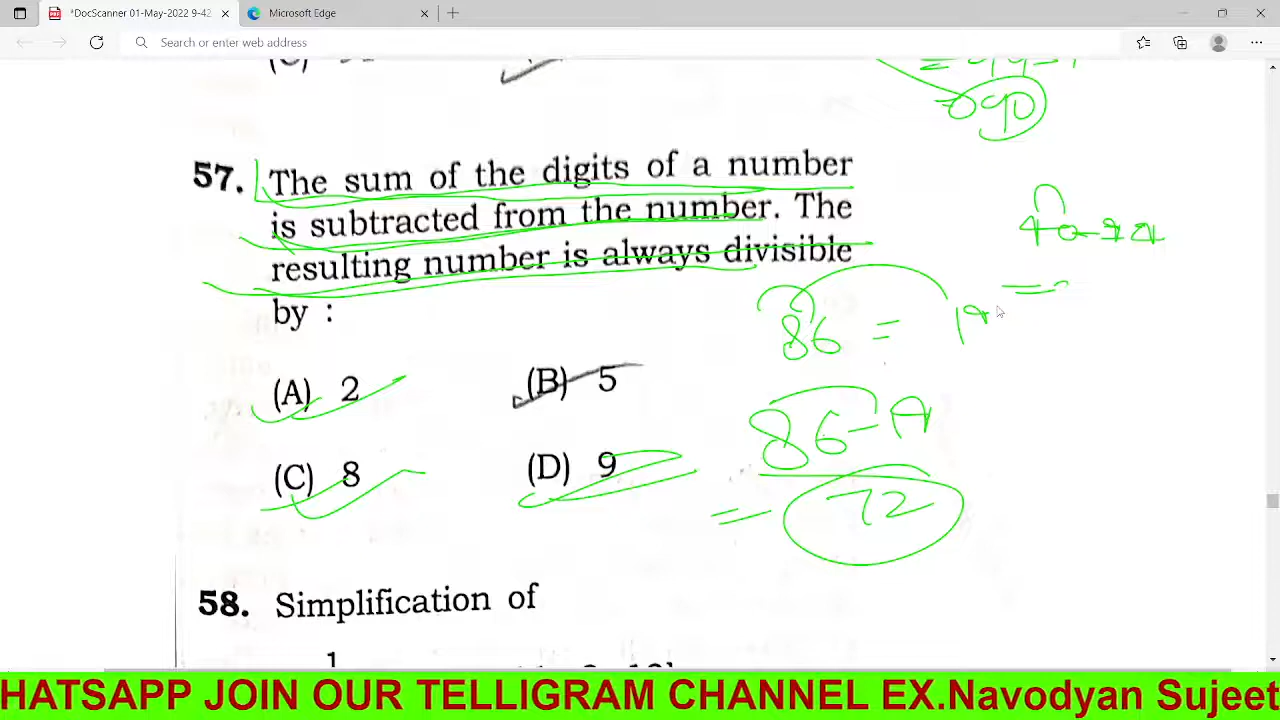 *DocScanner 01-May-2022 9-42
Microsoft Edge
Search or enter web address
57. The sum of the digits of a number
is subtracted from the number. The
resulting number is always divisible
by :
(A) 2
(B) 5
(C) 8
(D) 9
86 =
86 -
= 72
58. Simplification of
1
HATSAPP JOIN OUR TELLIGRAM CHANNEL EX.Navodyan Sujeet